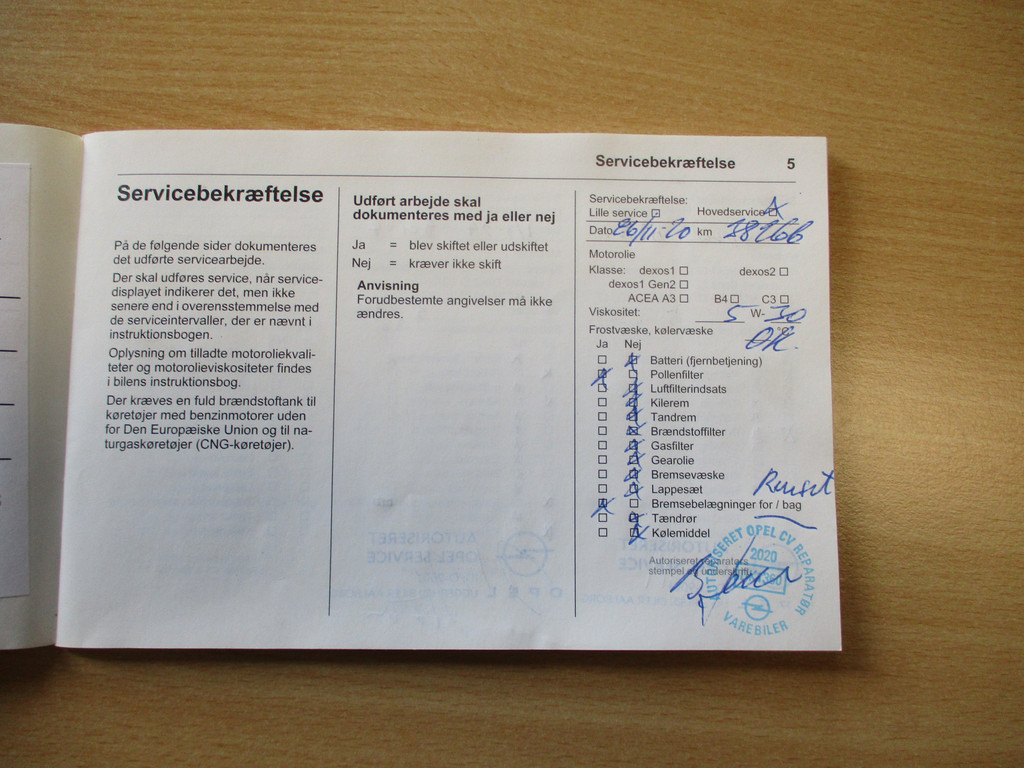 Servicebekræftelse 5
Servicebekræftelse
På de følgende sider dokumenteres
det udførte servicearbejde.
Der skal udføres service, når service-
displayet indikerer det, men ikke
senere end i overensstemmelse med
de serviceintervaller, der er nævnt i
instruktionsbogen.
Oplysning om tilladte motoroliekvali-
teter og motorolieviskositeter findes
i bilens instruktionsbog.
Der kræves en fuld brændstoftank til
køretøjer med benzinmotorer uden
for Den Europæiske Union og til na-
turgaskøretøjer (CNG-køretøjer).
Udført arbejde skal
dokumenteres med ja eller nej
Ja = blev skiftet eller udskiftet
Nej = kræver ikke skift
Anvisning
Forudbestemte angivelser må ikke
ændres.
Servicebekræftelse:
Lille service Hovedservice
Dato 26/11-20 km
Motorolie
Klasse: dexos1 dexos2
dexos1 Gen2
ACEA A3 B4 C3
Viskositet: 5 W- 30
Frostvæske, kølervæske °C
OK.
Ja Nej
Batteri (fjernbetjening)
Pollenfilter
Luftfilterindsats
Kilerem
Tandrem
Brændstoffilter
Gasfilter
Gearolie
Bremsevæske
Lappesæt
Renset
Bremsebelægninger for / bag
Tændrør
Kølemiddel
Autoriseret reparatørs
stempel og underskrift
AUTORISERET OPEL CV REPARATØR
2020
VAREBILER